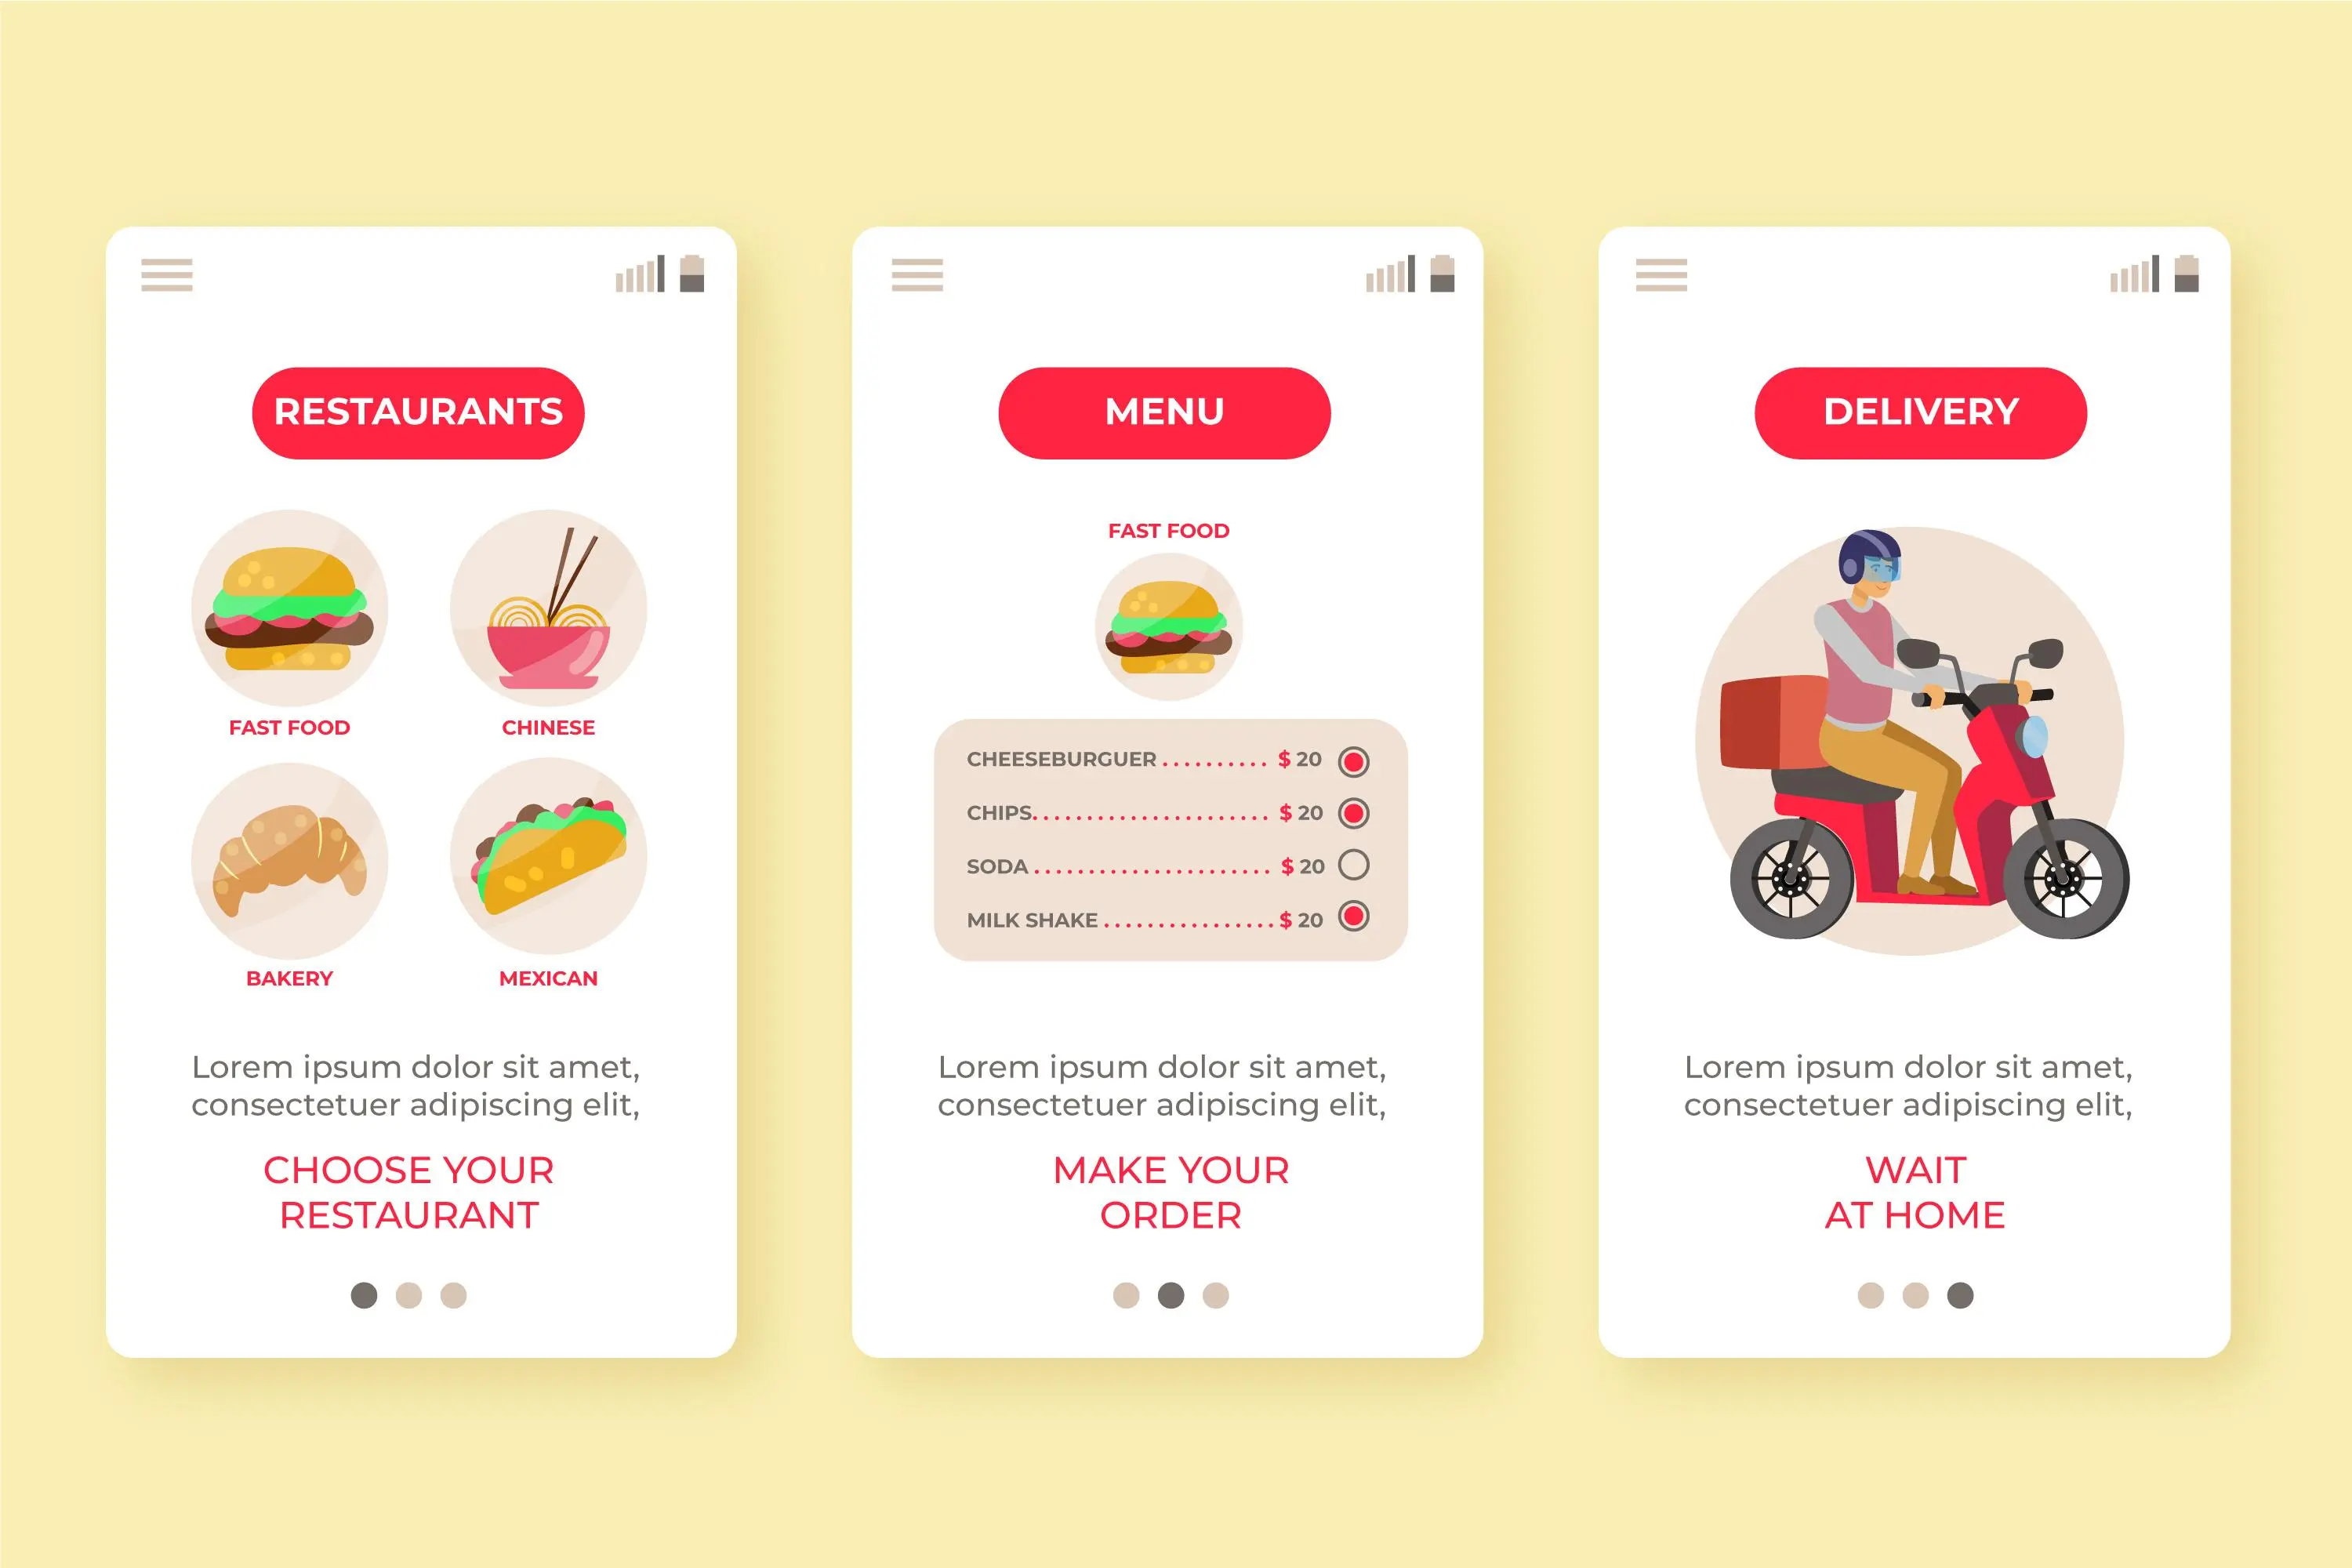 RESTAURANTS
FAST FOOD
CHINESE
BAKERY
MEXICAN
Lorem ipsum dolor sit amet,
consectetuer adipiscing elit,
CHOOSE YOUR
RESTAURANT
MENU
FAST FOOD
CHEESEBURGUER .......... $ 20
CHIPS...................... $ 20
SODA ...................... $ 20
MILK SHAKE ................ $ 20
Lorem ipsum dolor sit amet,
consectetuer adipiscing elit,
MAKE YOUR
ORDER
DELIVERY
Lorem ipsum dolor sit amet,
consectetuer adipiscing elit,
WAIT
AT HOME